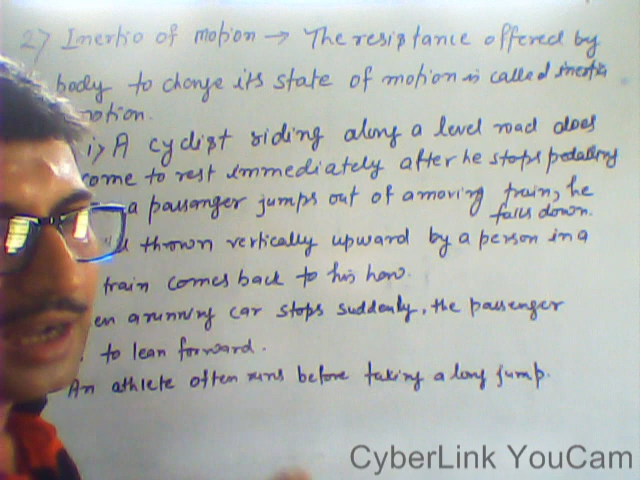 2) Inertia of motion → The resistance offered by
body to change its state of motion is called inertia
motion.
i) A cyclist riding along a level road does
come to rest immediately after he stops pedalling
a passanger jumps out of a moving train, he
falls down.
thrown vertically upward by a person in a
train comes back to his
en a running car stops suddenly, the passenger
to lean forward.
An athlete often runs before taking a long jump.
CyberLink YouCam